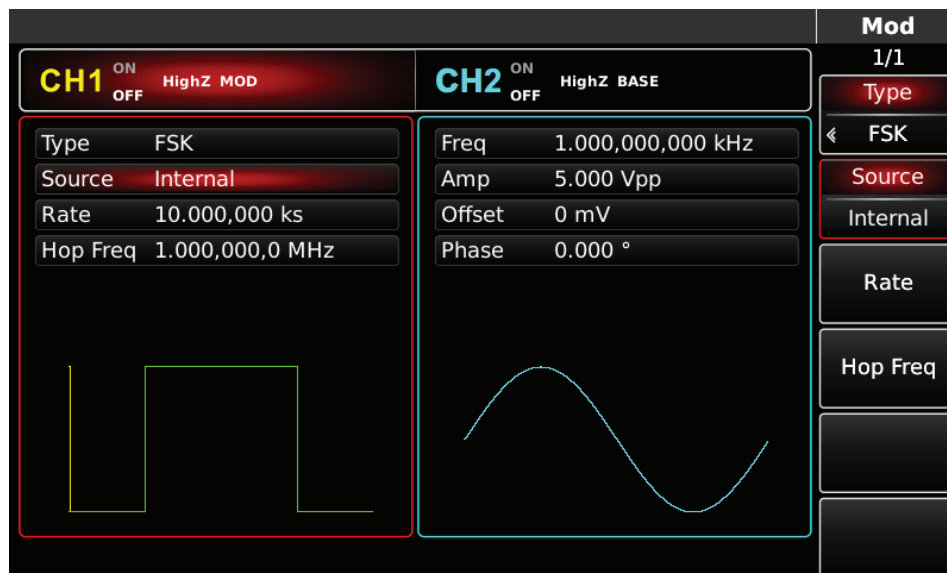 Mod
1/1
CH1 ON OFF HighZ MOD
CH2 ON OFF HighZ BASE
Type FSK
Source Internal
Rate 10.000,000 ks
Hop Freq 1.000,000,0 MHz
Freq 1.000,000,000 kHz
Amp 5.000 Vpp
Offset 0 mV
Phase 0.000 °
Type
« FSK
Source
Internal
Rate
Hop Freq